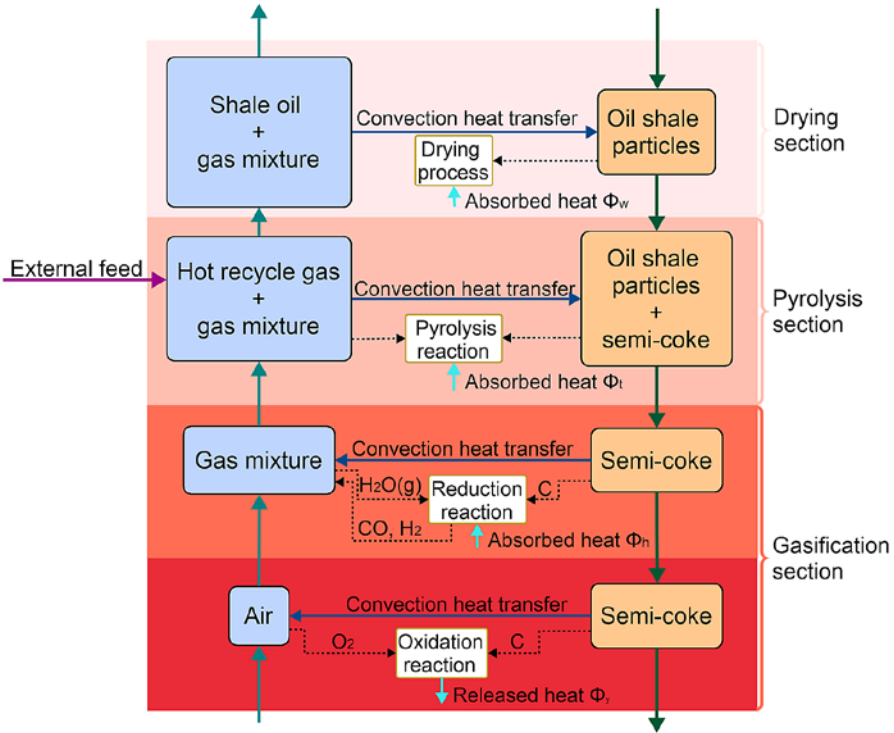 Shale oil
+
gas mixture
Convection heat transfer
Oil shale
particles
Drying
process
Absorbed heat Φw
Drying
section
External feed
Hot recycle gas
+
gas mixture
Convection heat transfer
Oil shale
particles
+
semi-coke
Pyrolysis
reaction
Absorbed heat Φt
Pyrolysis
section
Gas mixture
Convection heat transfer
Semi-coke
H2O(g)
Reduction
reaction
C
CO, H2
Absorbed heat Φh
Gasification
section
Air
Convection heat transfer
Semi-coke
O2
Oxidation
reaction
C
Released heat Φ